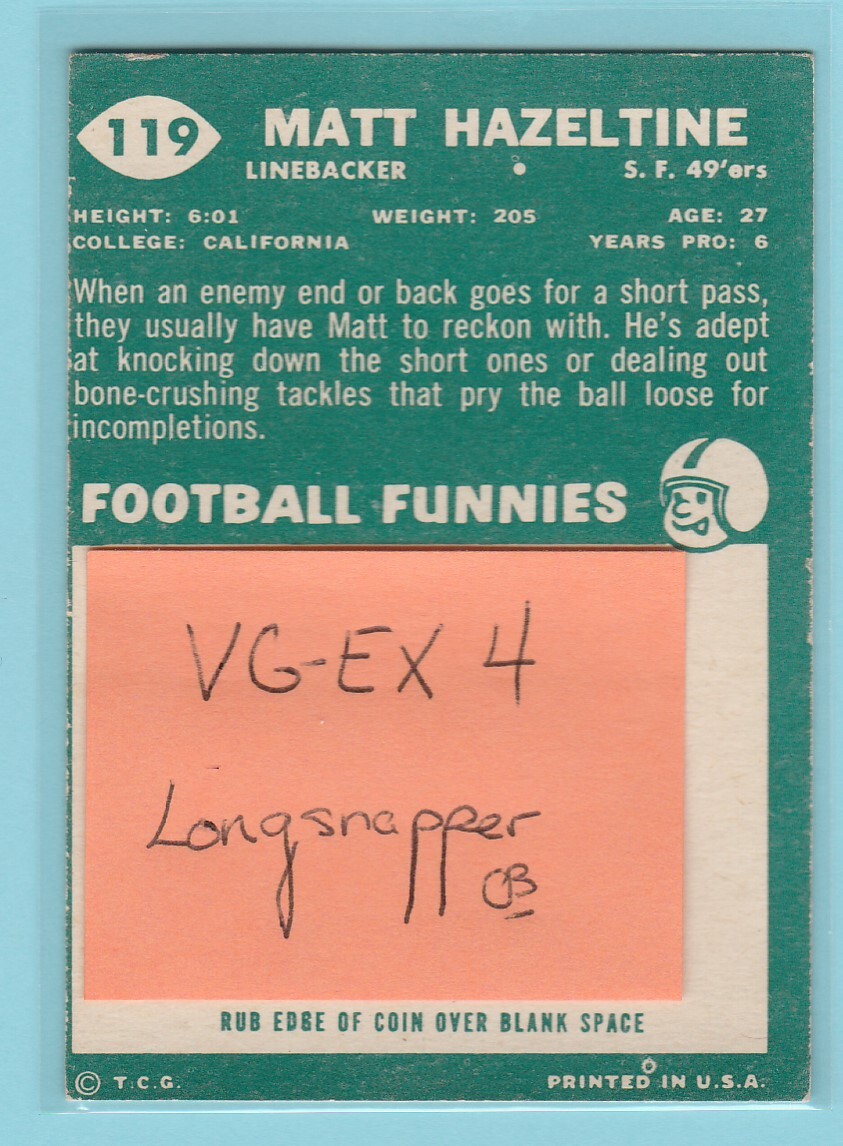 119 MATT HAZELTINE
LINEBACKER • S. F. 49'ers
HEIGHT: 6:01 WEIGHT: 205 AGE: 27
COLLEGE: CALIFORNIA YEARS PRO: 6
When an enemy end or back goes for a short pass,
they usually have Matt to reckon with. He's adept
at knocking down the short ones or dealing out
bone-crushing tackles that pry the ball loose for
incompletions.
FOOTBALL FUNNIES
VG-EX 4
Longsnapper
OB
RUB EDGE OF COIN OVER BLANK SPACE
© T.C.G. PRINTED IN U.S.A.